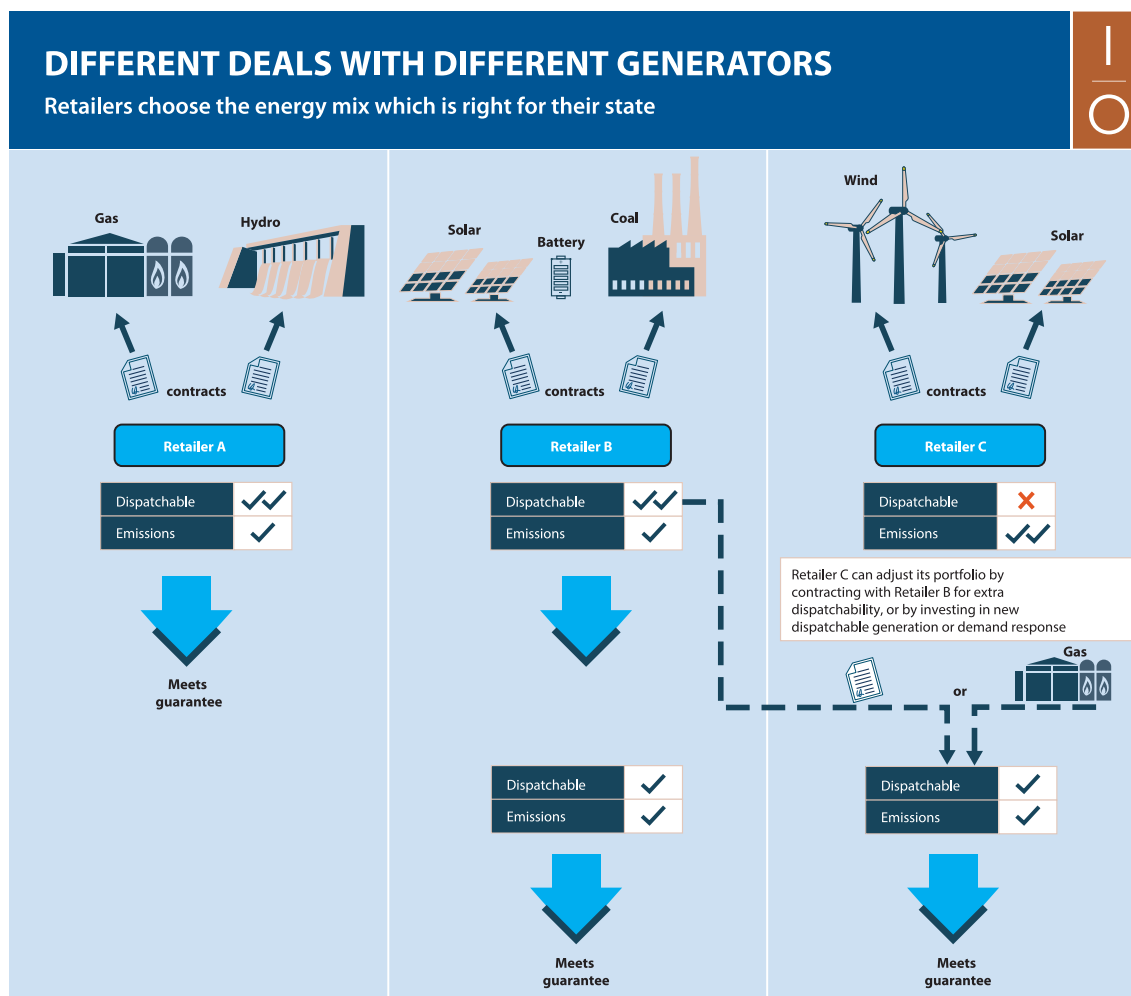 DIFFERENT DEALS WITH DIFFERENT GENERATORS
Retailers choose the energy mix which is right for their state
Gas
Hydro
contracts
Retailer A
Dispatchable
Emissions
Meets
guarantee
Solar
Battery
Coal
contracts
Retailer B
Dispatchable
Emissions
Dispatchable
Emissions
Meets
guarantee
Wind
Solar
contracts
Retailer C
Dispatchable
Emissions
Retailer C can adjust its portfolio by
contracting with Retailer B for extra
dispatchability, or by investing in new
dispatchable generation or demand response
Gas
or
Dispatchable
Emissions
Meets
guarantee